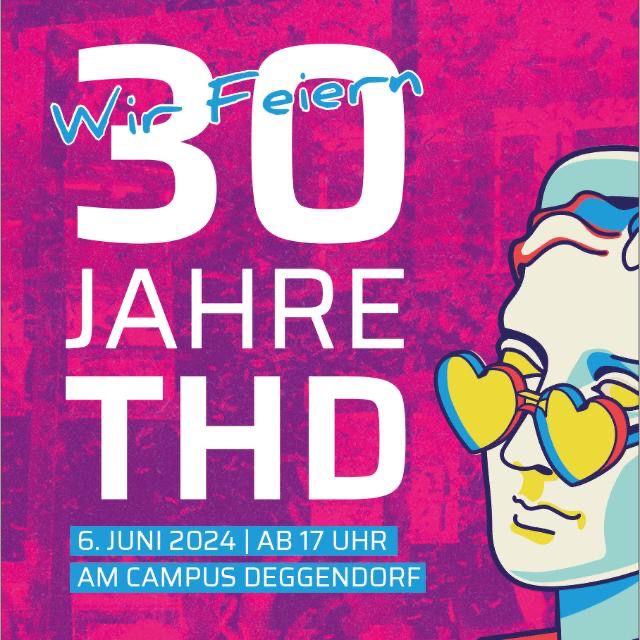 Wir Feiern
30
JAHRE
THD
6. JUNI 2024 | AB 17 UHR
AM CAMPUS DEGGENDORF